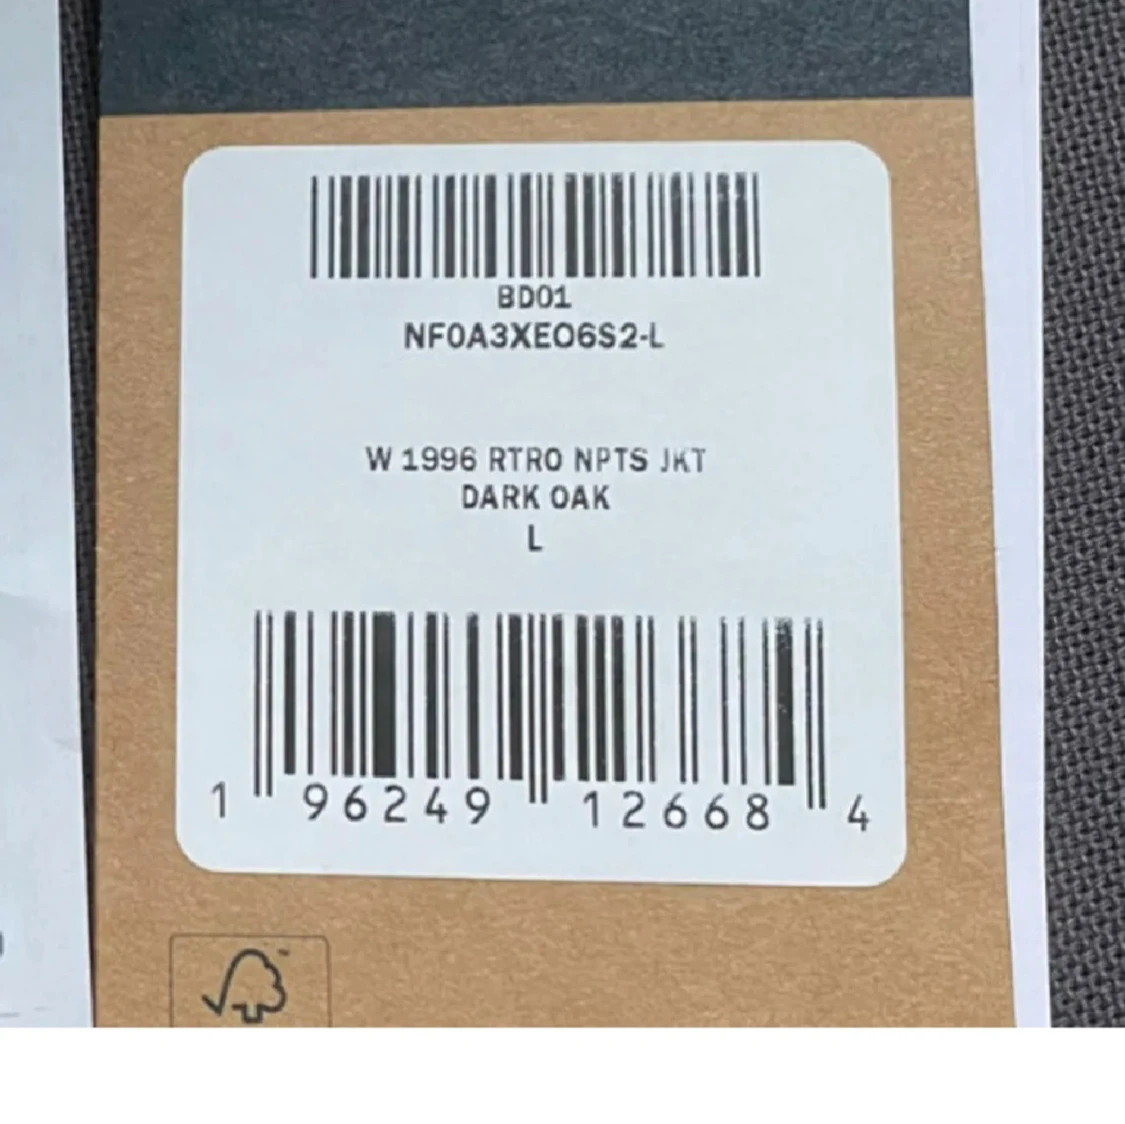 BD01
NF0A3XEO6S2-L
W 1996 RTRO NPTS JKT
DARK OAK
L
1 96249 12668 4